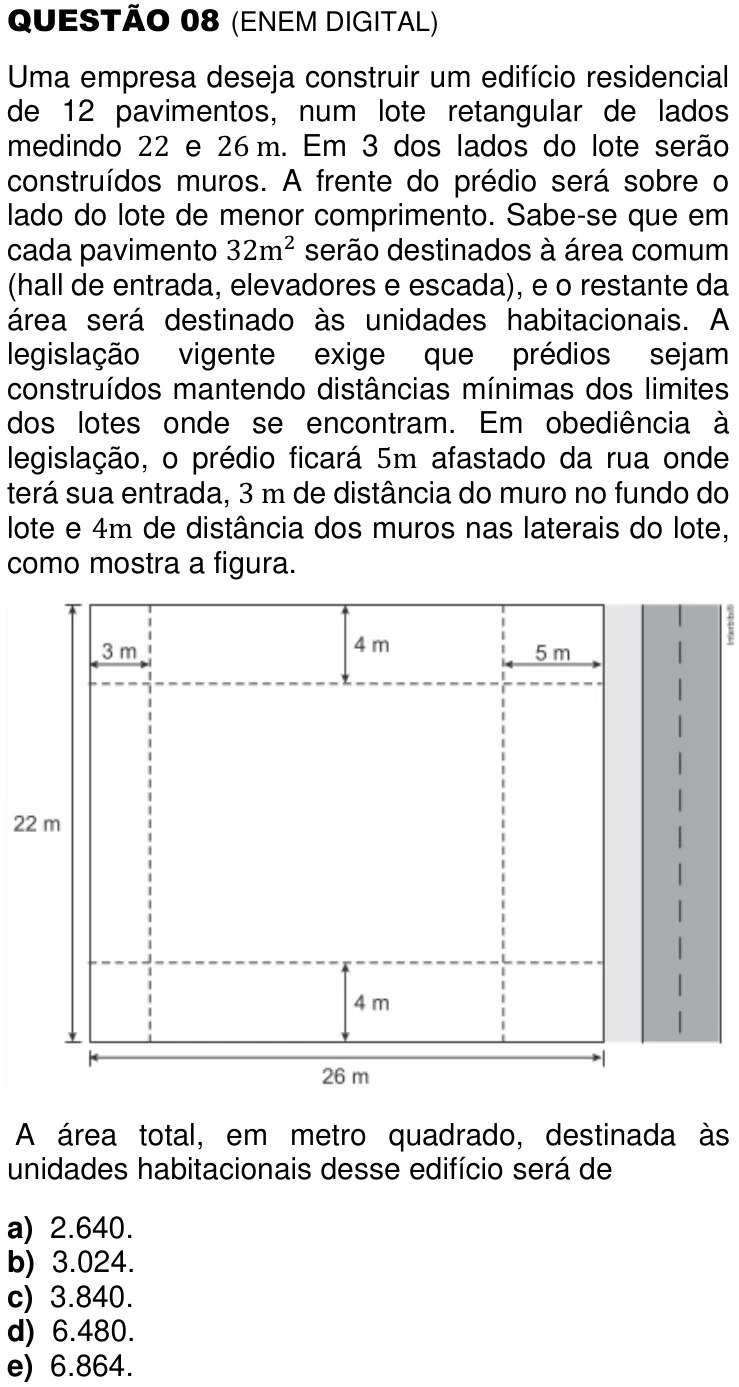 QUESTÃO 08 (ENEM DIGITAL)
Uma empresa deseja construir um edifício residencial
de 12 pavimentos, num lote retangular de lados
medindo 22 e 26 m. Em 3 dos lados do lote serão
construídos muros. A frente do prédio será sobre o
lado do lote de menor comprimento. Sabe-se que em
cada pavimento 32m² serão destinados à área comum
(hall de entrada, elevadores e escada), e o restante da
área será destinado às unidades habitacionais. A
legislação vigente exige que prédios sejam
construídos mantendo distâncias mínimas dos limites
dos lotes onde se encontram. Em obediência à
legislação, o prédio ficará 5m afastado da rua onde
terá sua entrada, 3 m de distância do muro no fundo do
lote e 4m de distância dos muros nas laterais do lote,
como mostra a figura.
3 m
4 m
5 m
22 m
4 m
26 m
A área total, em metro quadrado, destinada às
unidades habitacionais desse edifício será de
a) 2.640.
b) 3.024.
c) 3.840.
d) 6.480.
e) 6.864.